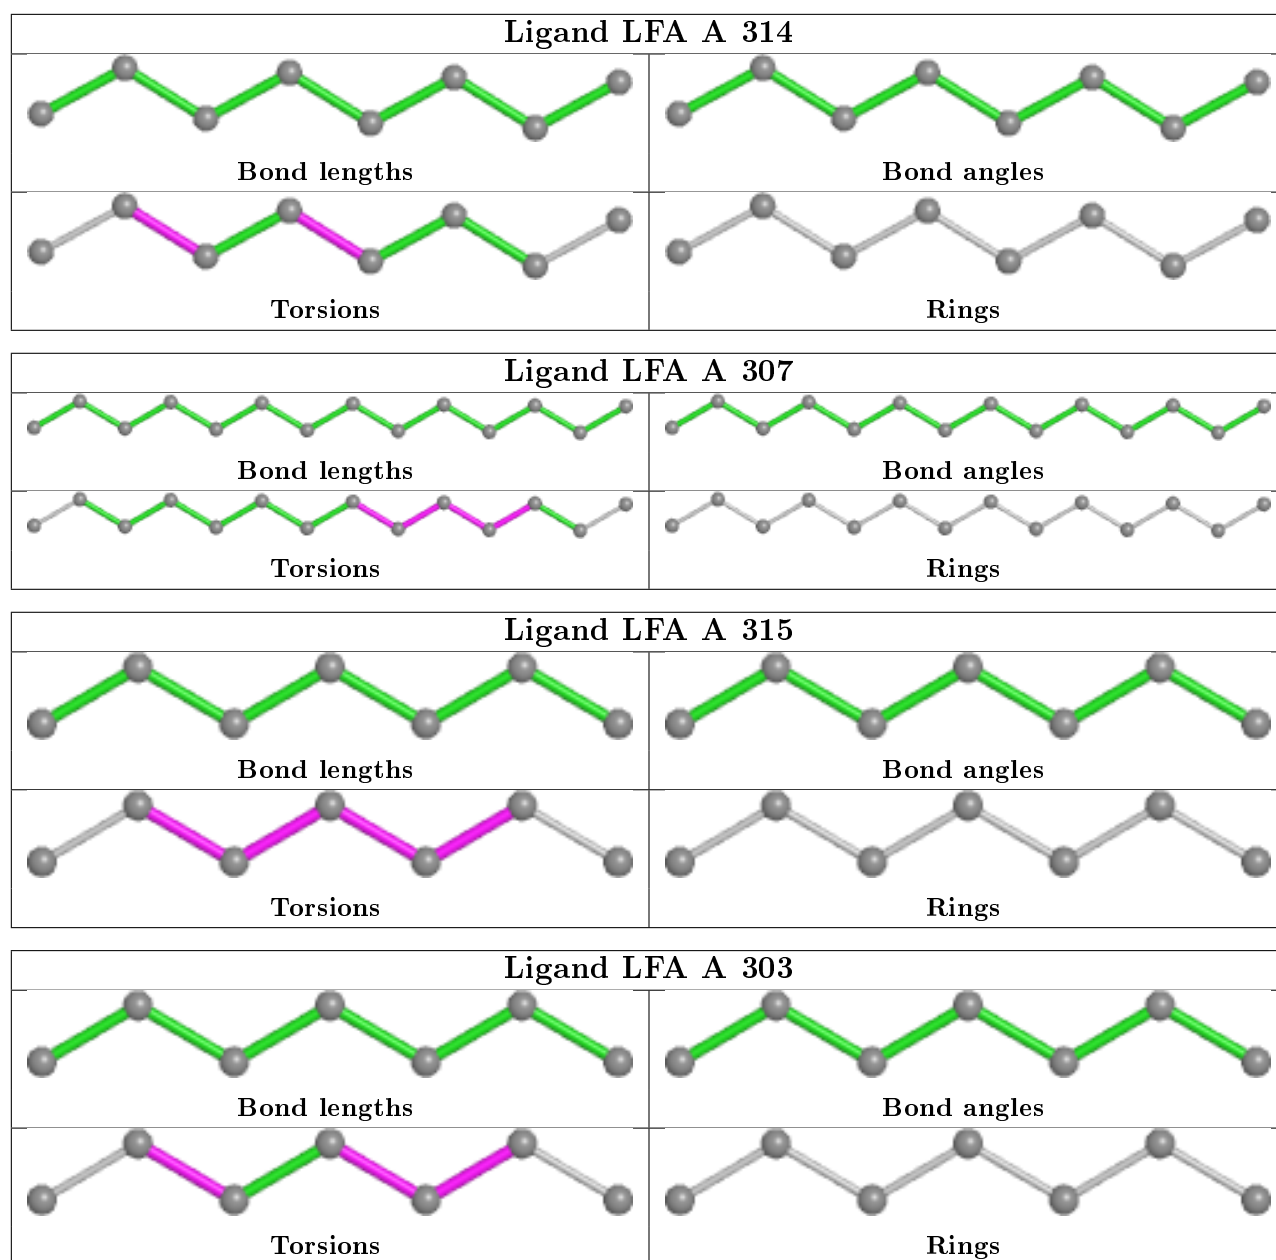 Ligand LFA A 314
Bond lengths
Bond angles
Torsions
Rings
Ligand LFA A 307
Bond lengths
Bond angles
Torsions
Rings
Ligand LFA A 315
Bond lengths
Bond angles
Torsions
Rings
Ligand LFA A 303
Bond lengths
Bond angles
Torsions
Rings